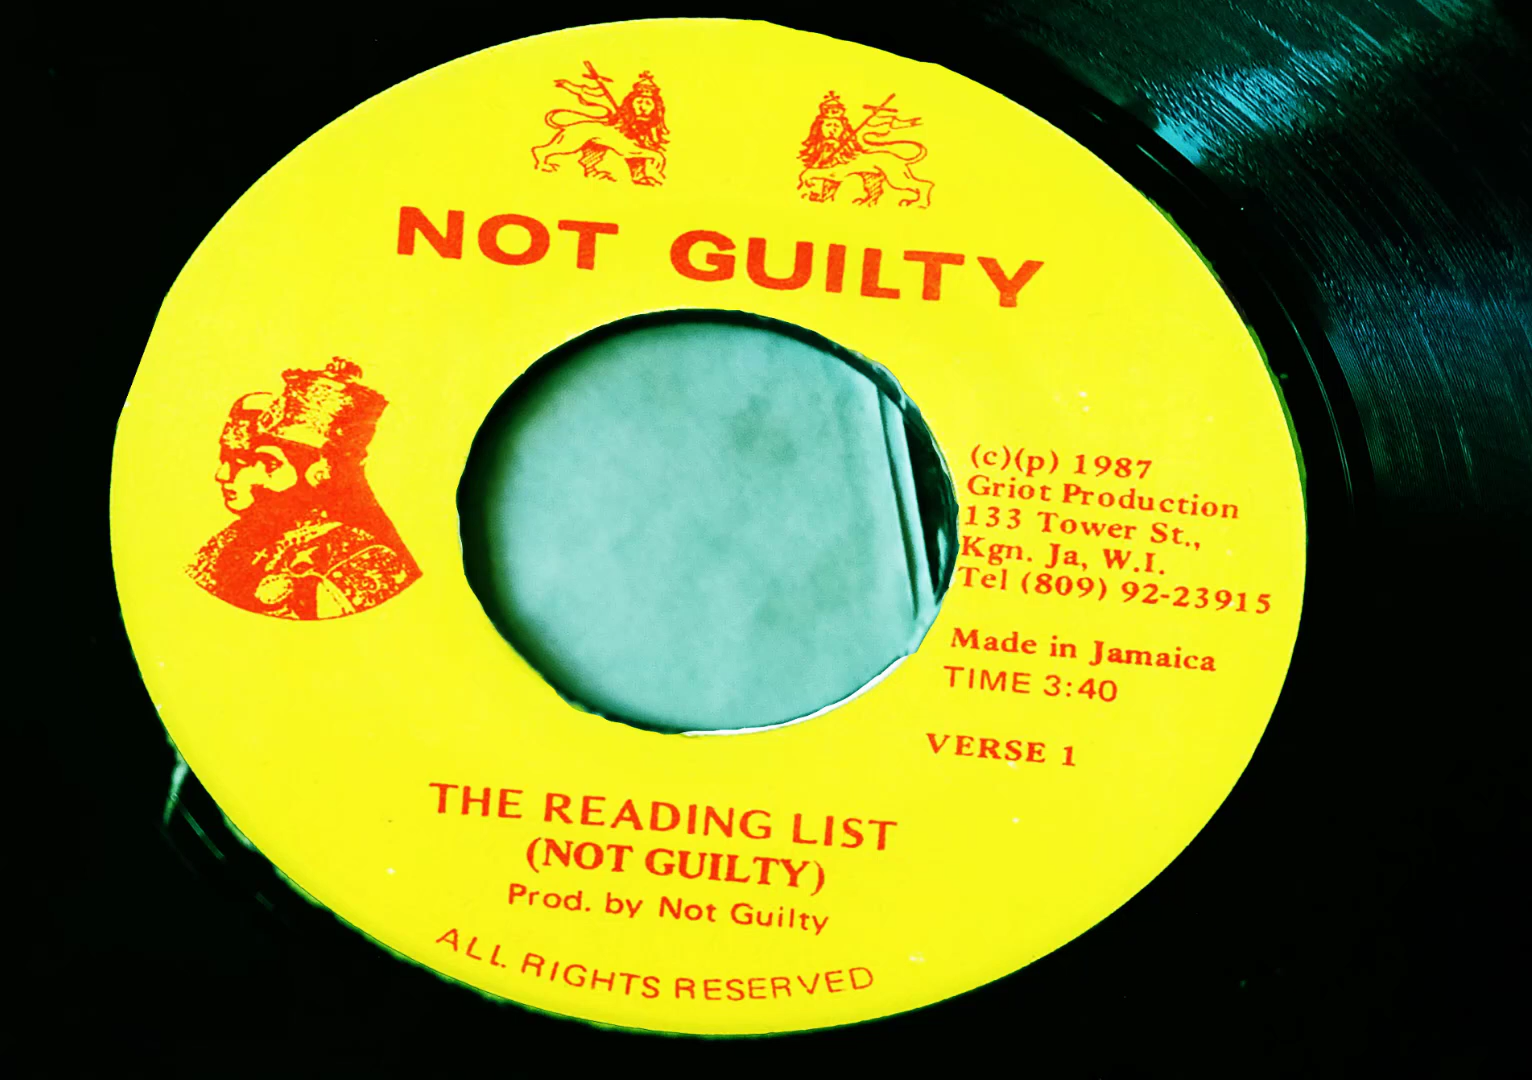 NOT GUILTY
(c)(p) 1987
Griot Production
133 Tower St.,
Kgn. Ja, W.I.
Tel (809) 92-23915
Made in Jamaica
TIME 3:40
VERSE 1
THE READING LIST
(NOT GUILTY)
Prod. by Not Guilty
ALL RIGHTS RESERVED